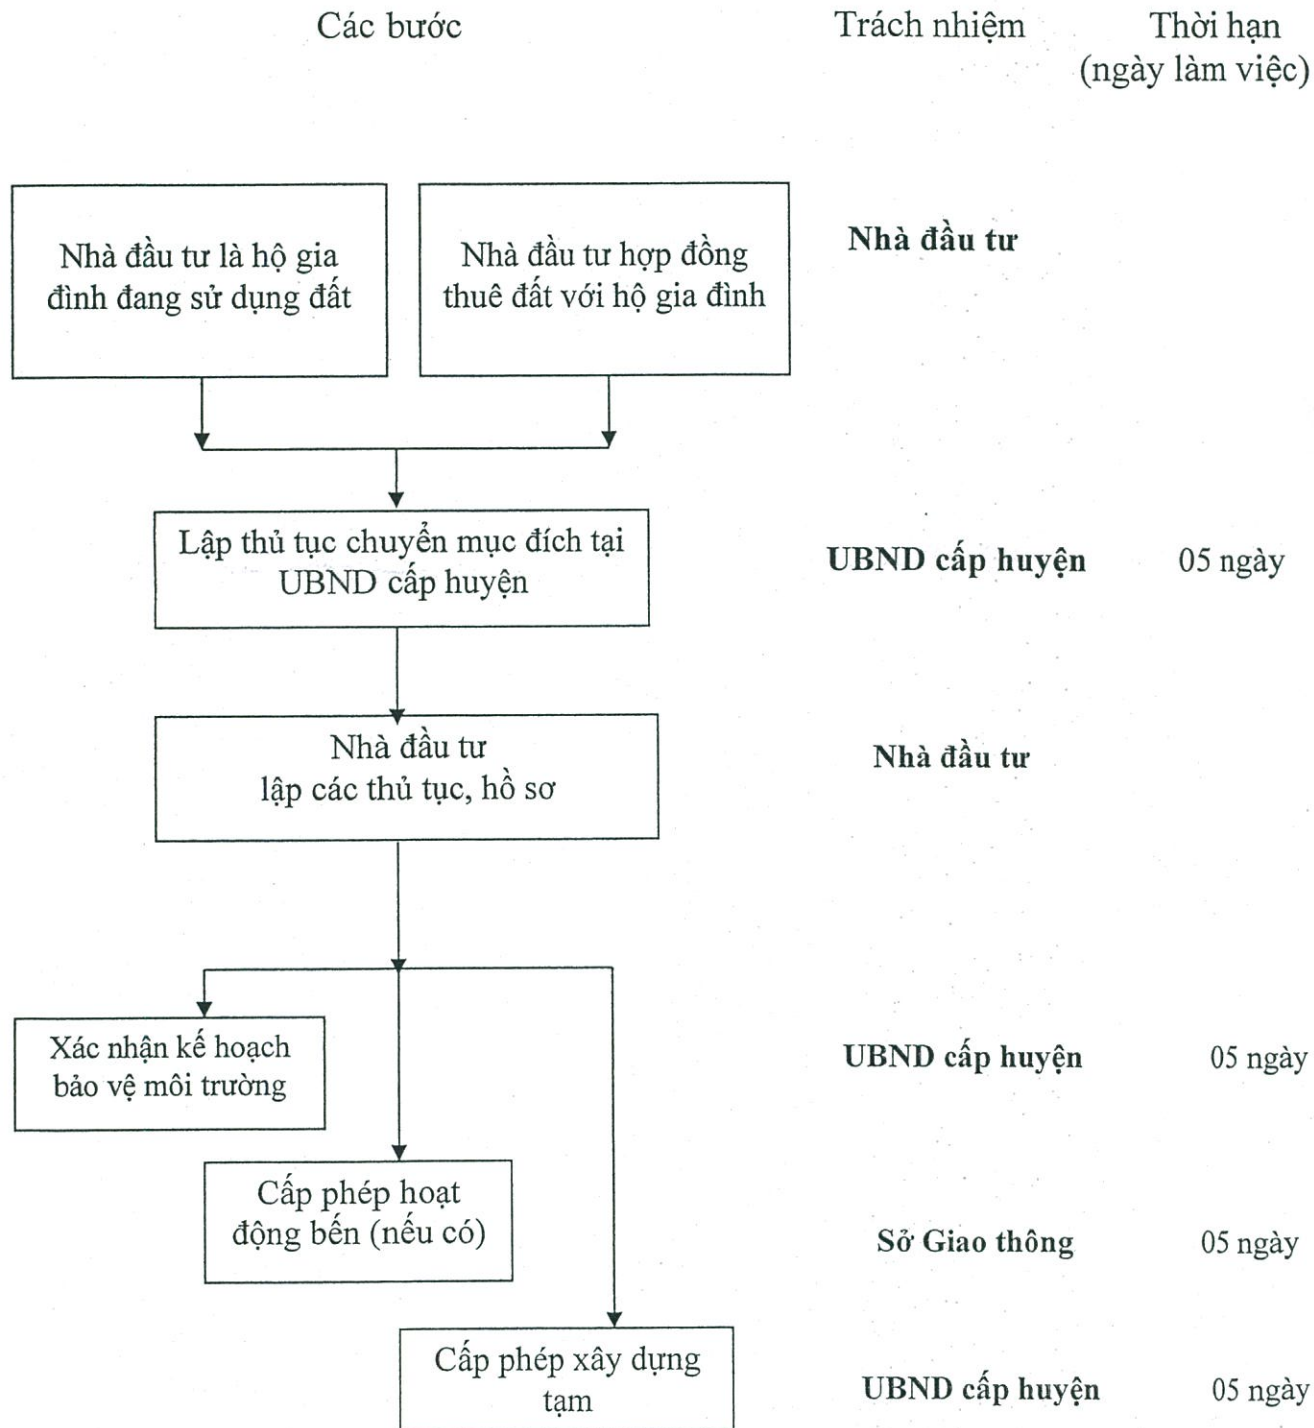 Các bước Trách nhiệm Thời hạn
(ngày làm việc)
Nhà đầu tư là hộ gia
đình đang sử dụng đất
Nhà đầu tư hợp đồng
thuê đất với hộ gia đình
Nhà đầu tư
Lập thủ tục chuyển mục đích tại
UBND cấp huyện
UBND cấp huyện 05 ngày
Nhà đầu tư
lập các thủ tục, hồ sơ
Nhà đầu tư
Xác nhận kế hoạch
bảo vệ môi trường
UBND cấp huyện 05 ngày
Cấp phép hoạt
động bến (nếu có)
Sở Giao thông 05 ngày
Cấp phép xây dựng
tạm
UBND cấp huyện 05 ngày